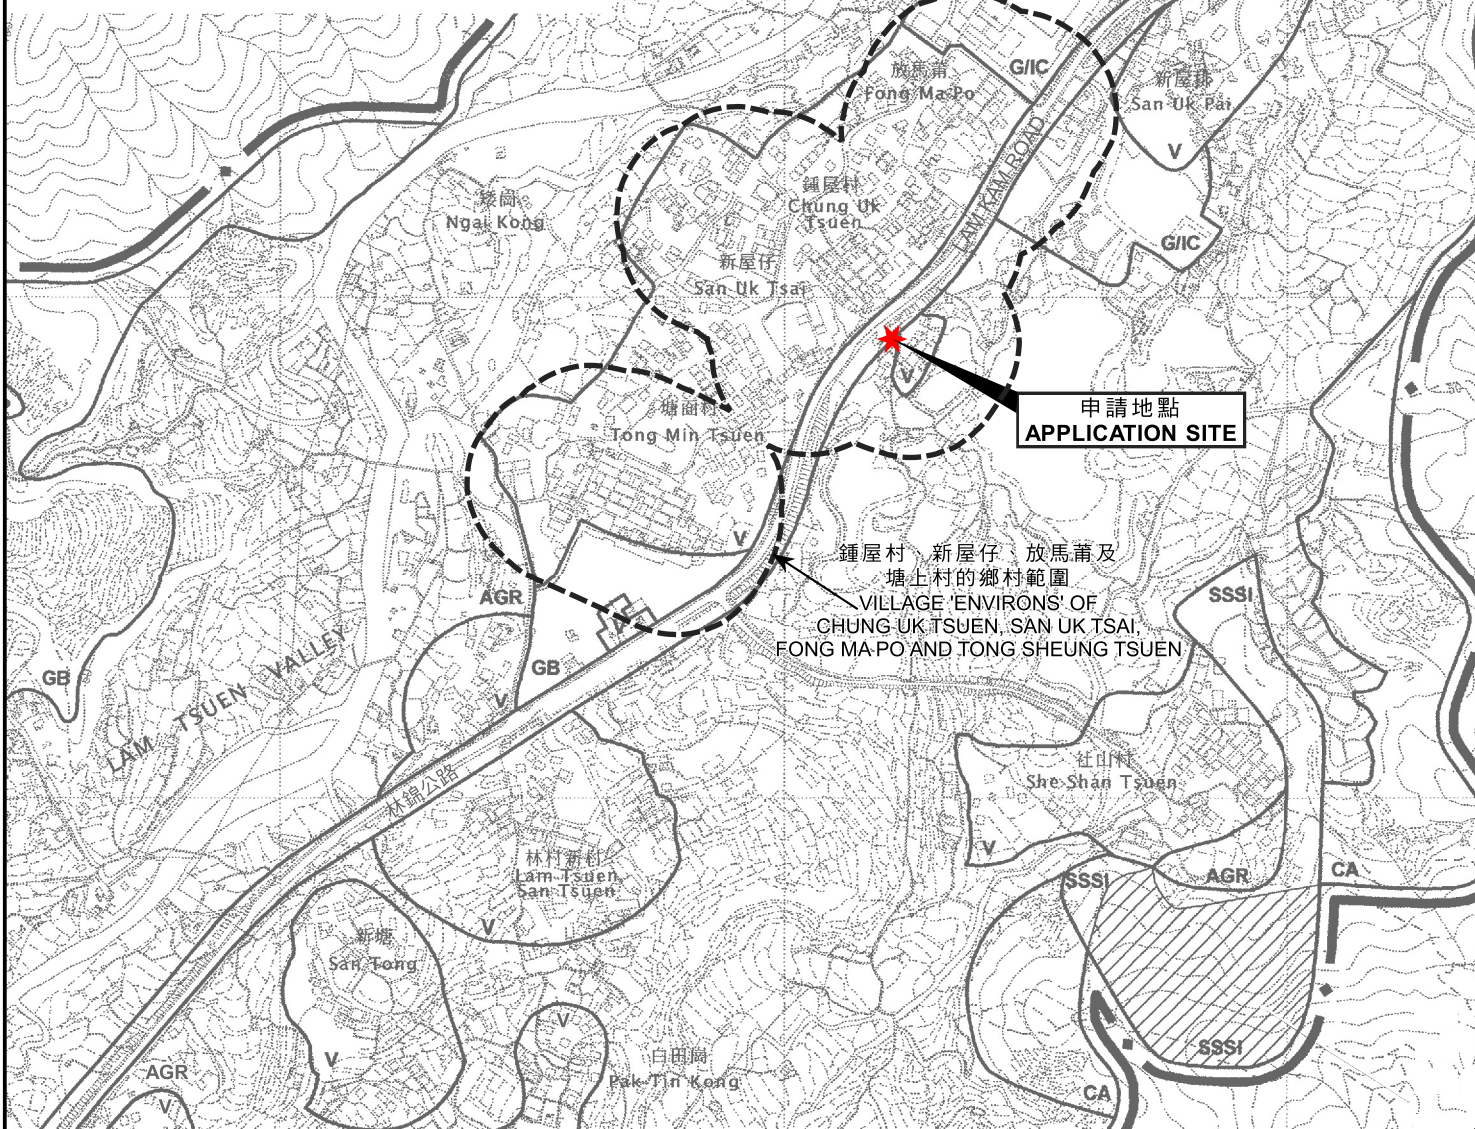 放馬莆
Fong Ma Po
G/IC
新屋排
San Uk Pai
V
LAM KAM ROAD
鍾屋村
Chung Uk
Tsuen
矮崗
Ngai Kong
G/IC
新屋仔
San Uk Tsai
V
申請地點
APPLICATION SITE
塘面村
Tong Min Tsuen
V
鍾屋村、新屋仔、放馬莆及
塘上村的鄉村範圍
VILLAGE 'ENVIRONS' OF
CHUNG UK TSUEN, SAN UK TSAI,
FONG MA PO AND TONG SHEUNG TSUEN
AGR
SSSI
GB
GB
V
LAM TSUEN VALLEY
林錦公路
社山村
She Shan Tsuen
V
林村新村
Lam Tsuen
San Tsuen
V
SSSI
AGR
CA
新塘
San Tong
V
V
白田崗
Pak Tin Kong
SSSI
AGR
V
CA